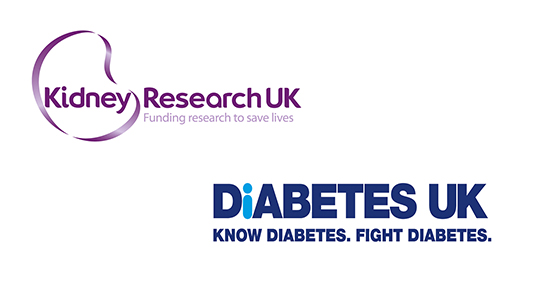 Kidney Research UK
Funding research to save lives
DiABETES UK
KNOW DIABETES. FIGHT DIABETES.